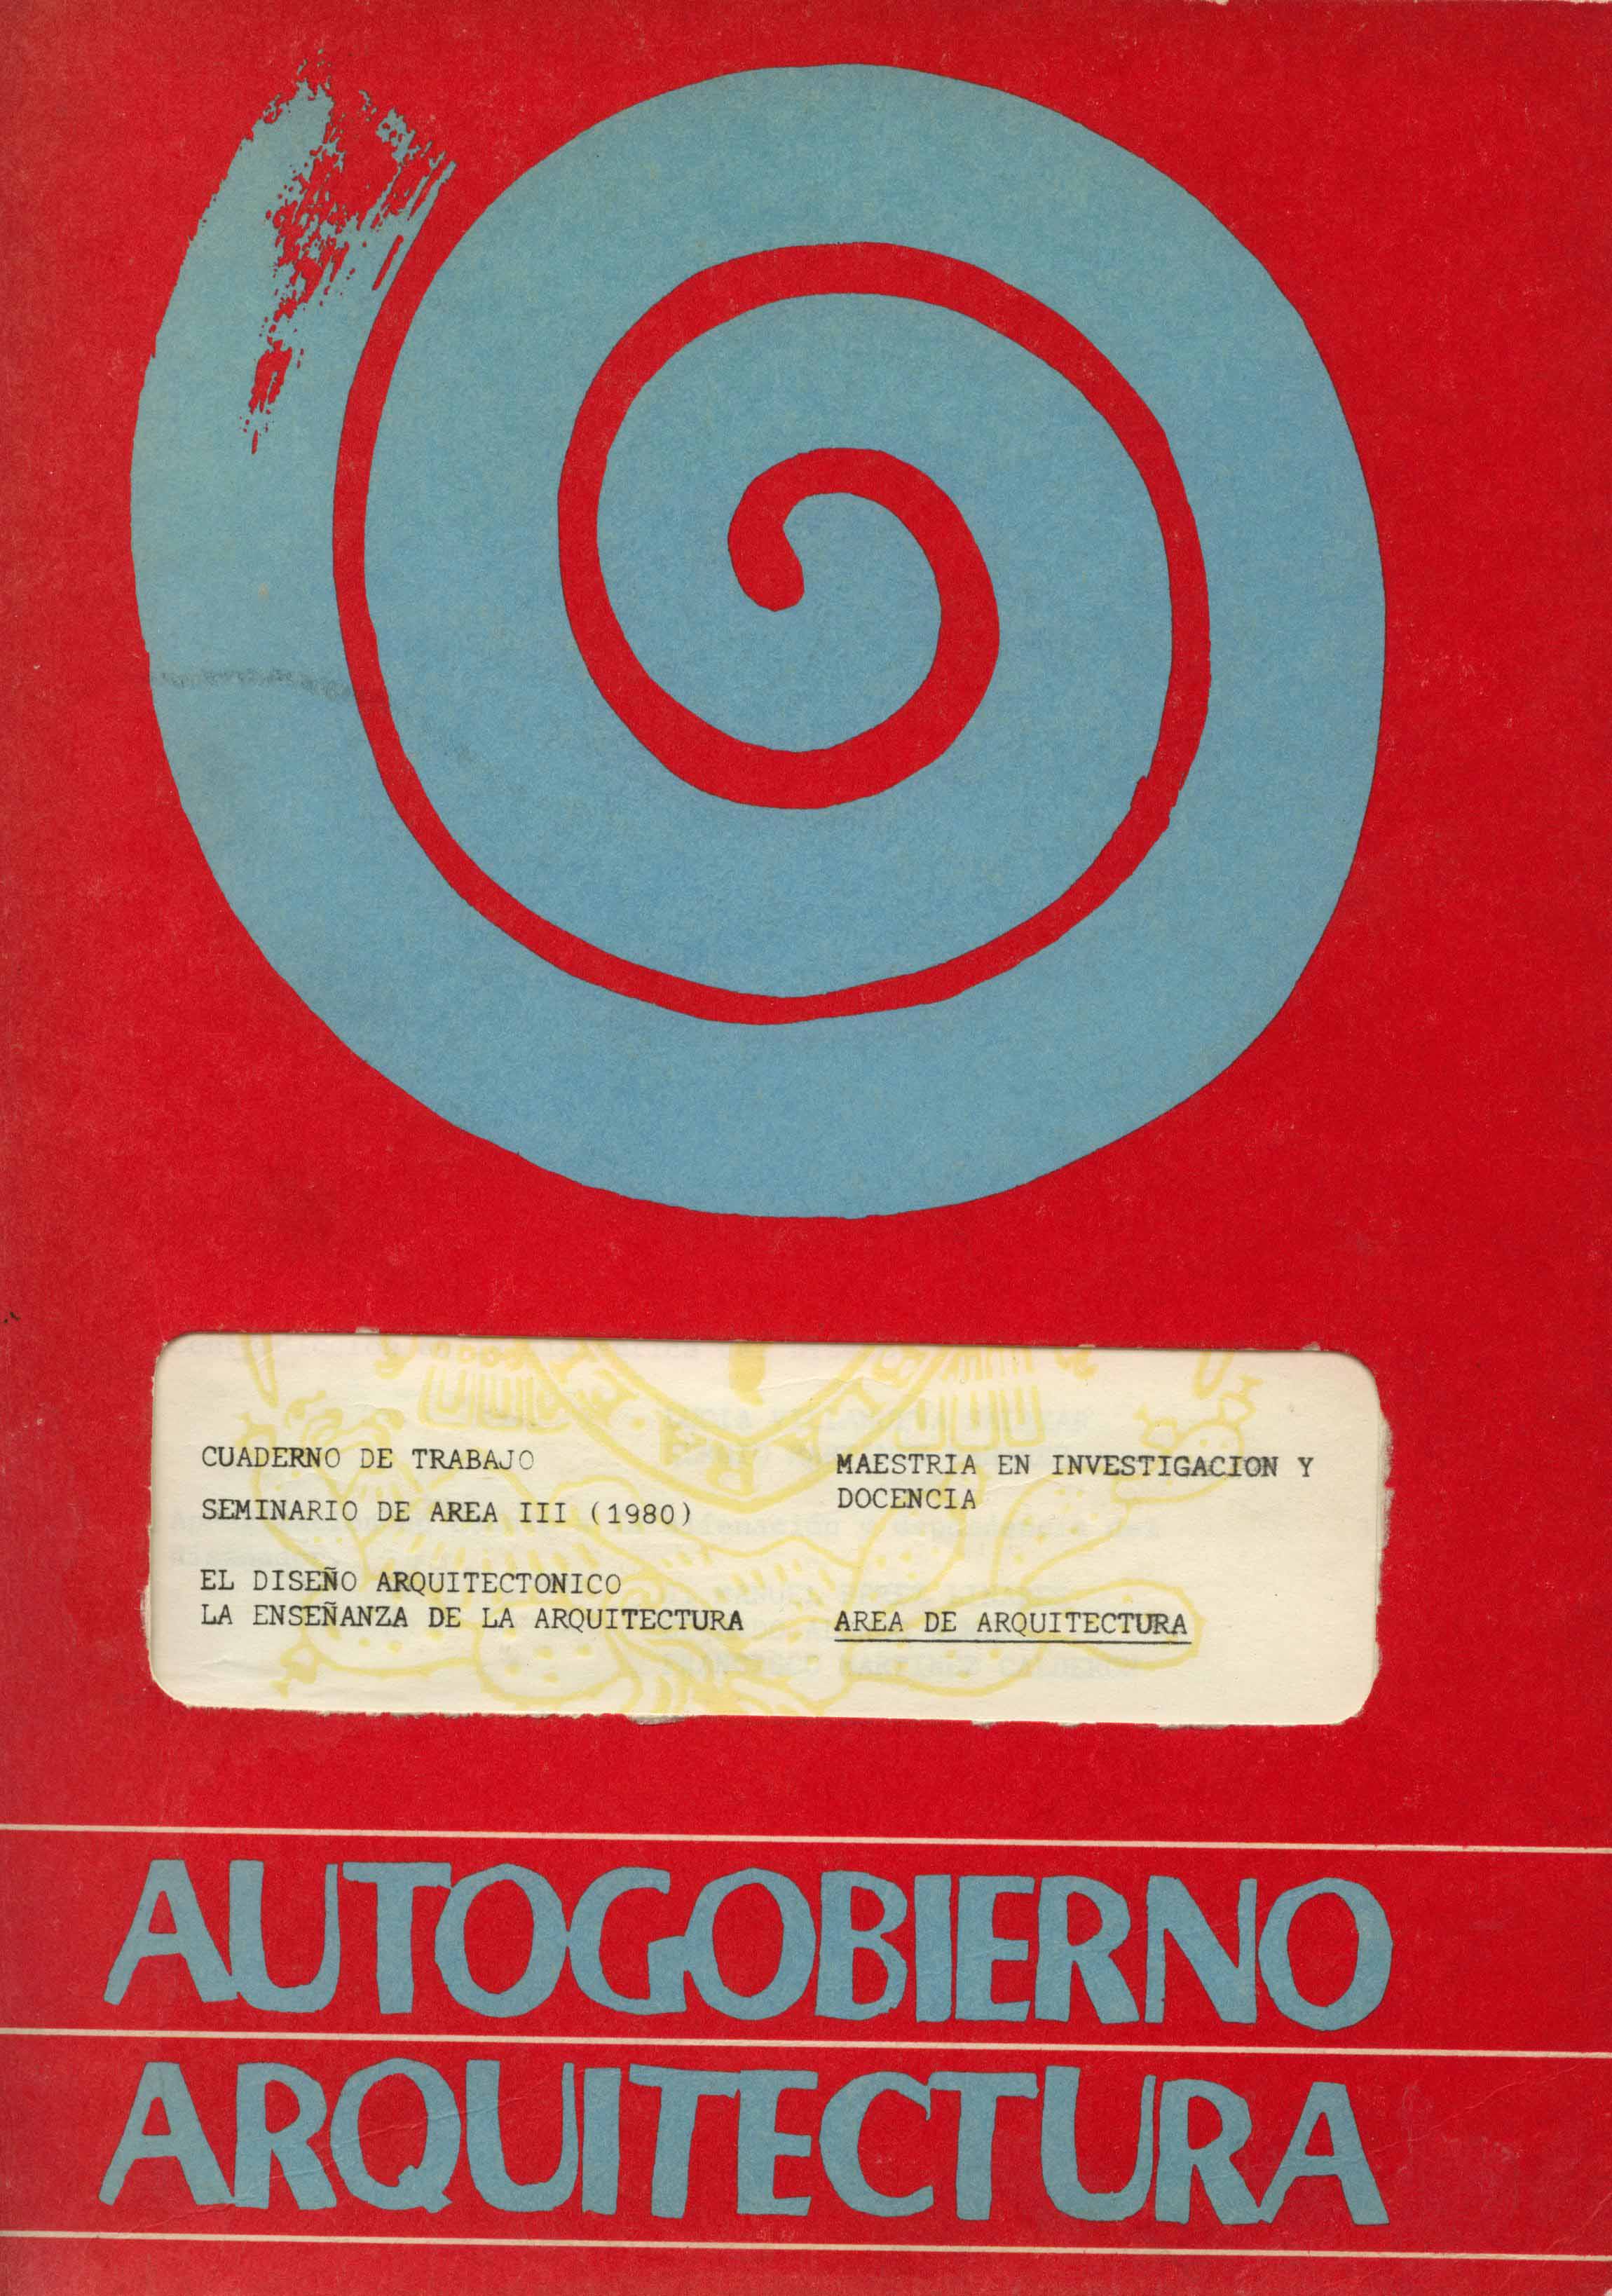 CUADERNO DE TRABAJO
SEMINARIO DE AREA III (1980)
EL DISEÑO ARQUITECTONICO
LA ENSEÑANZA DE LA ARQUITECTURA
MAESTRIA EN INVESTIGACION Y
DOCENCIA
AREA DE ARQUITECTURA
AUTOGOBIERNO
ARQUITECTURA